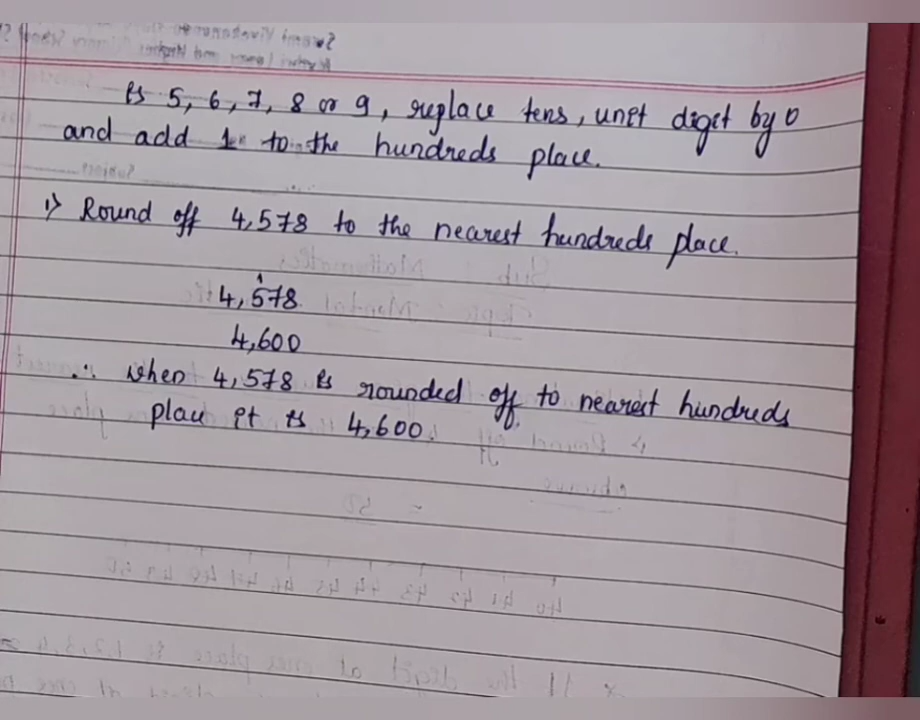 is 5, 6, 7, 8 or 9, replace tens, unit digit by 0
and add 1 to the hundreds place.
1> Round off 4,578 to the nearest hundreds place.
1
4,578
4,600
∴ when 4,578 is rounded off to nearest hundreds
place it is 4,600.